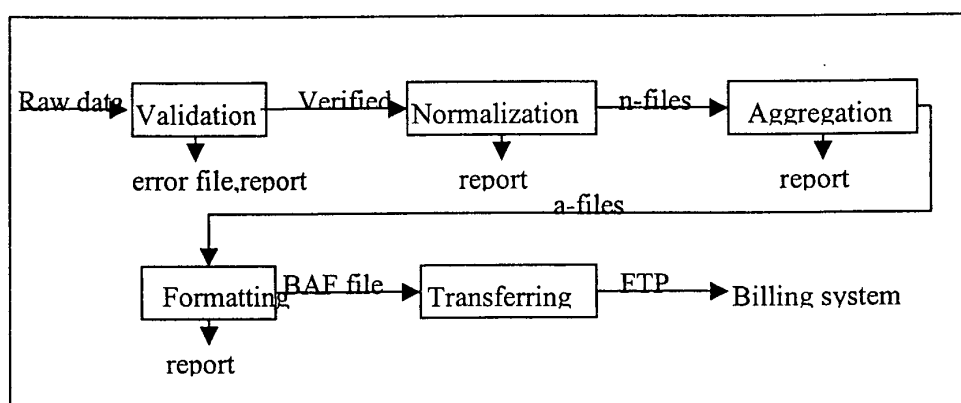 Raw data
Validation
Verified
Normalization
n-files
Aggregation
error file,report
report
report
a-files
Formatting
BAF file
Transferring
FTP
Billing system
report